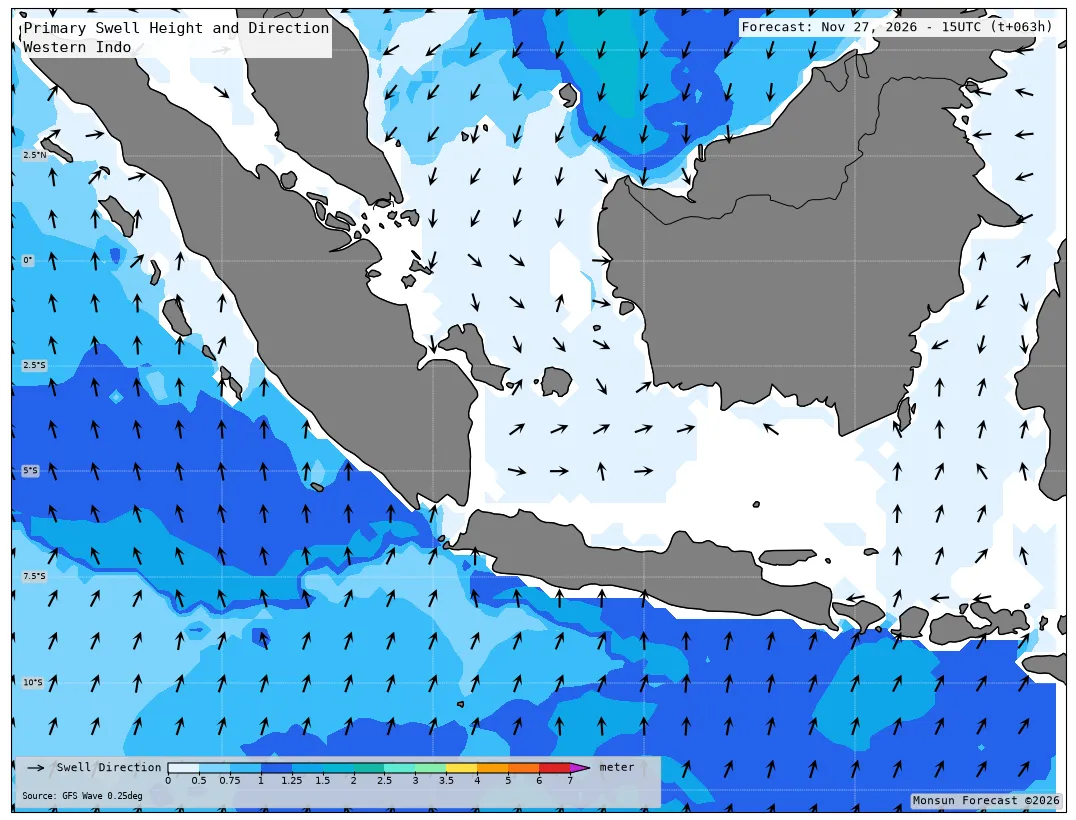 Primary Swell Height and Direction
Western Indo
Forecast: Nov 27, 2026 - 15UTC (t+063h)
2.5°N
0°
2.5°S
5°S
7.5°S
10°S
Swell Direction
meter
0 0.5 0.75 1 1.25 1.5 2 2.5 3 3.5 4 5 6 7
Source: GFS Wave 0.25deg
Monsun Forecast ©2026